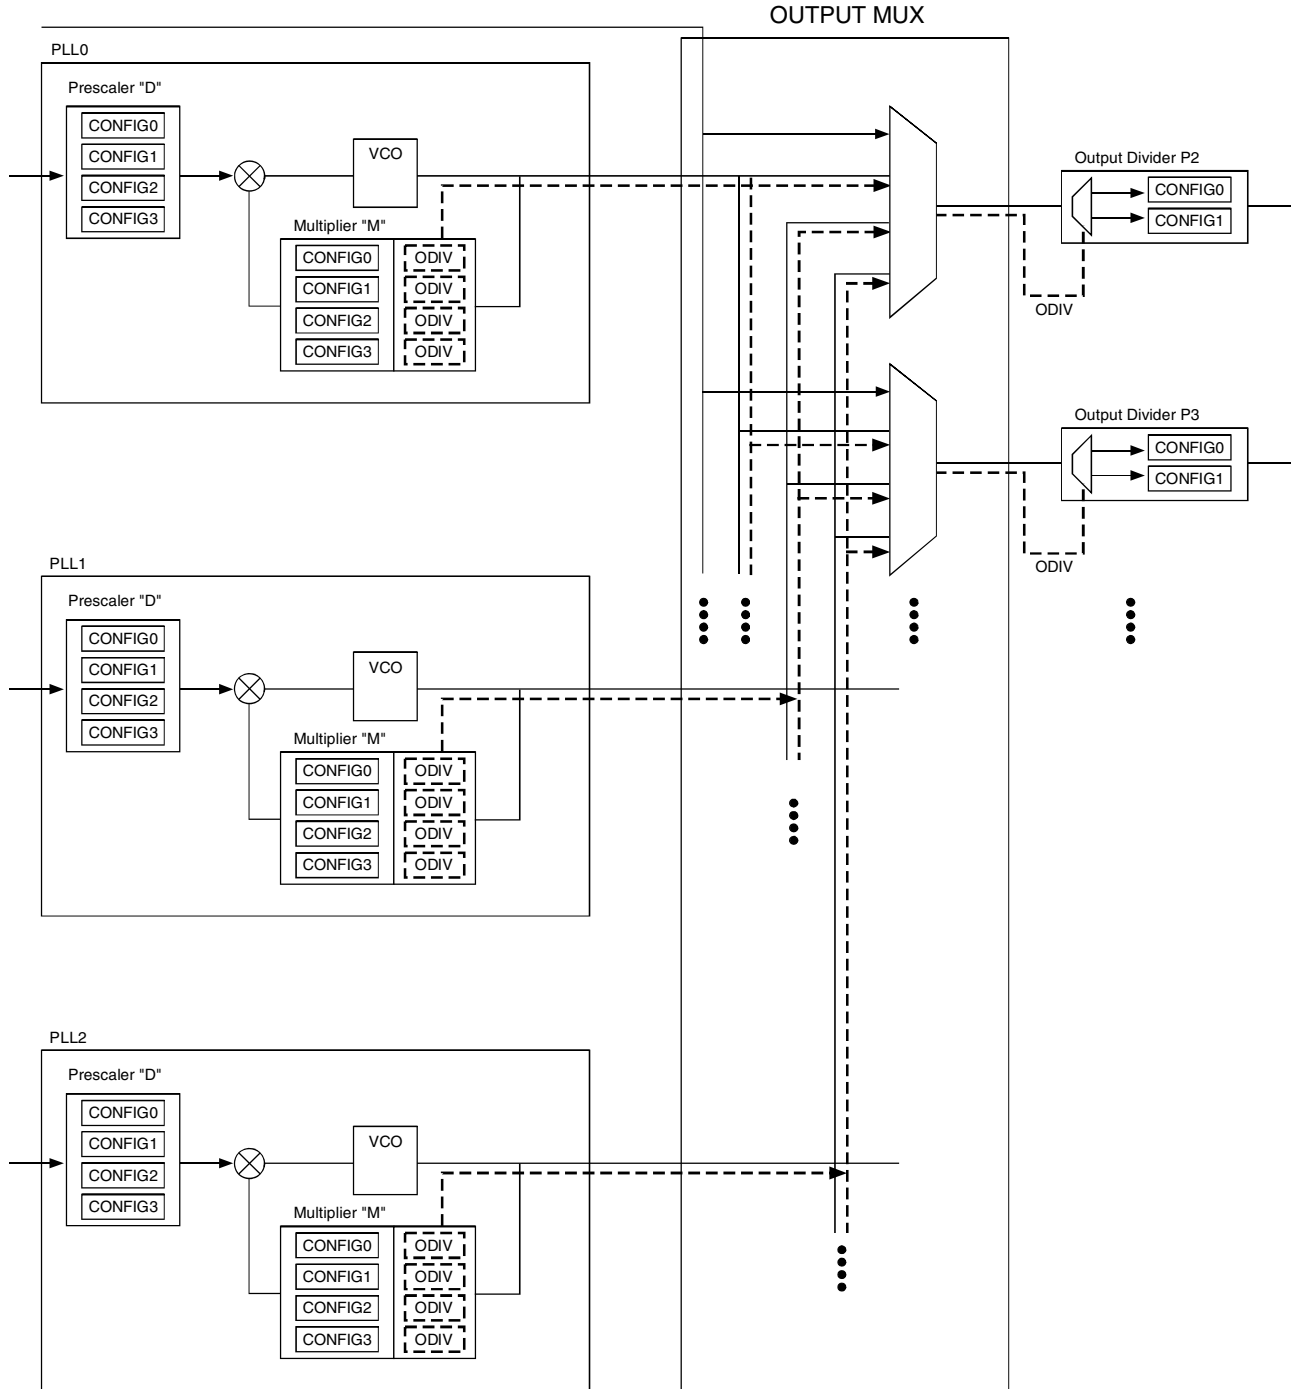 OUTPUT MUX
PLL0
Prescaler "D"
CONFIG0
CONFIG1
CONFIG2
CONFIG3
VCO
Multiplier "M"
CONFIG0 ODIV
CONFIG1 ODIV
CONFIG2 ODIV
CONFIG3 ODIV
Output Divider P2
CONFIG0
CONFIG1
ODIV
Output Divider P3
CONFIG0
CONFIG1
ODIV
PLL1
Prescaler "D"
CONFIG0
CONFIG1
CONFIG2
CONFIG3
VCO
Multiplier "M"
CONFIG0 ODIV
CONFIG1 ODIV
CONFIG2 ODIV
CONFIG3 ODIV
PLL2
Prescaler "D"
CONFIG0
CONFIG1
CONFIG2
CONFIG3
VCO
Multiplier "M"
CONFIG0 ODIV
CONFIG1 ODIV
CONFIG2 ODIV
CONFIG3 ODIV